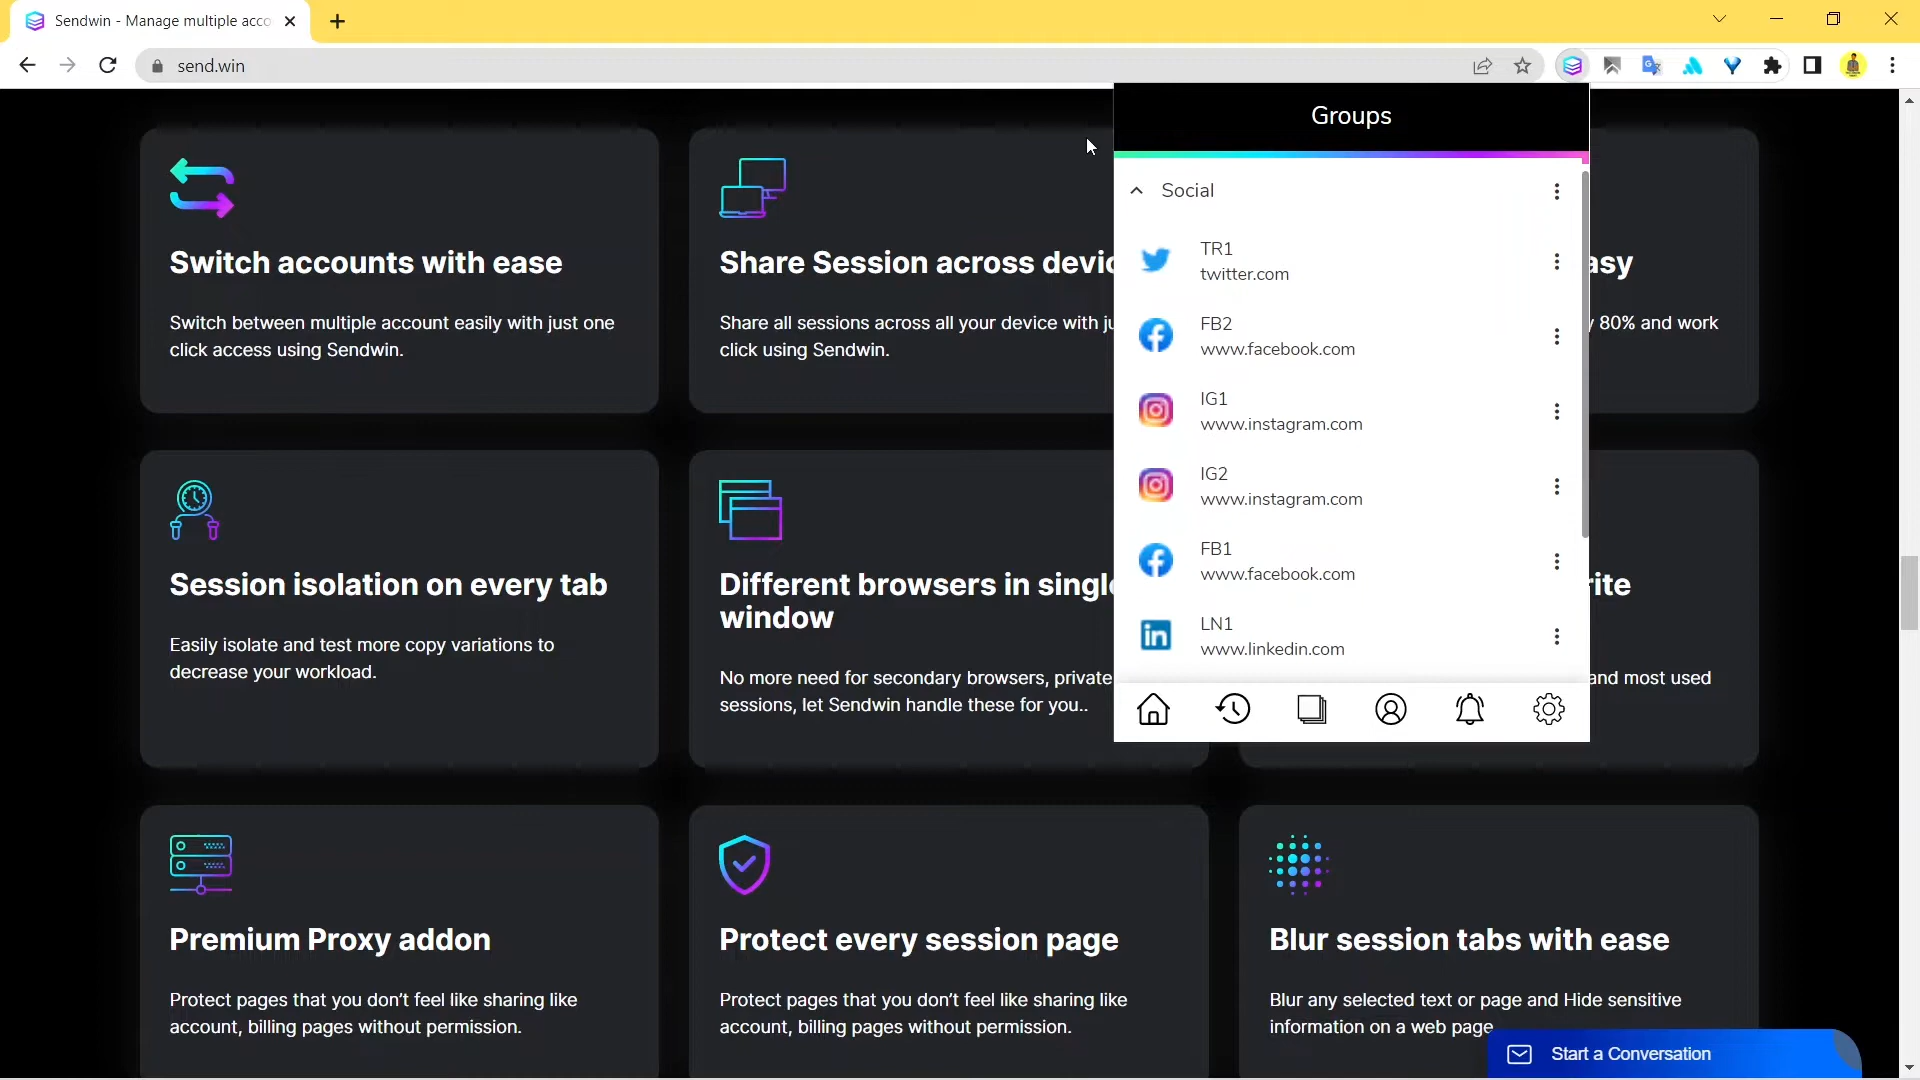 Sendwin - Manage multiple acco
send.win
Groups
Social
TR1
twitter.com
FB2
www.facebook.com
IG1
www.instagram.com
IG2
www.instagram.com
FB1
www.facebook.com
LN1
www.linkedin.com
Switch accounts with ease
Switch between multiple account easily with just one
click access using Sendwin.
Share Session across devic
Share all sessions across all your device with ju
click using Sendwin.
asy
80% and work
Session isolation on every tab
Easily isolate and test more copy variations to
decrease your workload.
Different browsers in single
window
No more need for secondary browsers, private
sessions, let Sendwin handle these for you..
rite
and most used
Premium Proxy addon
Protect pages that you don’t feel like sharing like
account, billing pages without permission.
Protect every session page
Protect pages that you don’t feel like sharing like
account, billing pages without permission.
Blur session tabs with ease
Blur any selected text or page and Hide sensitive
information on a web page
Start a Conversation